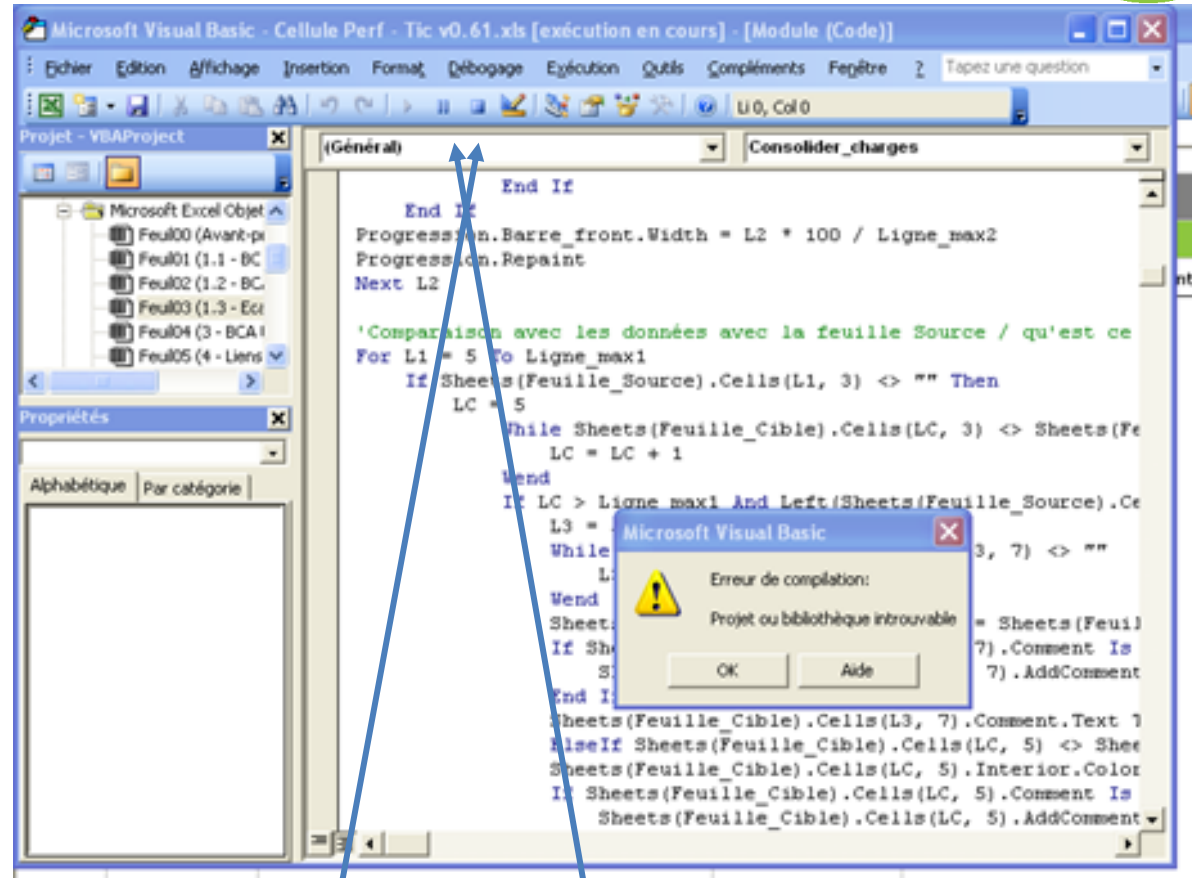 Microsoft Visual Basic - Cellule Perf - Tic v0.61.xls [exécution en cours] - [Module (Code)]
Fichier Edition Affichage Insertion Format Débogage Exécution Outils Compléments Fenêtre ? Tapez une question
Li 0, Col 0
Projet - VBAProject
(Général) Consolider_charges
Microsoft Excel Objet
Feuil00 (Avant-p
Feuil01 (1.1 - BC
Feuil02 (1.2 - BC
Feuil03 (1.3 - Eca
Feuil04 (3 - BCA
Feuil05 (4 - Liens
Propriétés
Alphabétique Par catégorie
End If
End If
Progression.Barre_front.Width = L2 * 100 / Ligne_max2
Progression.Repaint
Next L2
'Comparaison avec les données avec la feuille Source / qu'est ce
For L1 = 5 To Ligne_max1
If Sheets(Feuille_Source).Cells(L1, 3) <> "" Then
LC = 5
While Sheets(Feuille_Cible).Cells(LC, 3) <> Sheets(Fe
LC = LC + 1
Wend
If LC > Ligne_max1 And Left(Sheets(Feuille_Source).Ce
L3 =
While 3, 7) <> ""
L
Wend
Sheet = Sheets(Feuil
If Sh 7).Comment Is
S 7).AddComment
End I
Sheets(Feuille_Cible).Cells(L3, 7).Comment.Text T
ElseIf Sheets(Feuille_Cible).Cells(LC, 5) <> Shee
Sheets(Feuille_Cible).Cells(LC, 5).Interior.Color
If Sheets(Feuille_Cible).Cells(LC, 5).Comment Is
Sheets(Feuille_Cible).Cells(LC, 5).AddComment
Microsoft Visual Basic
Erreur de compilation:
Projet ou bibliothèque introuvable
OK Aide
nt